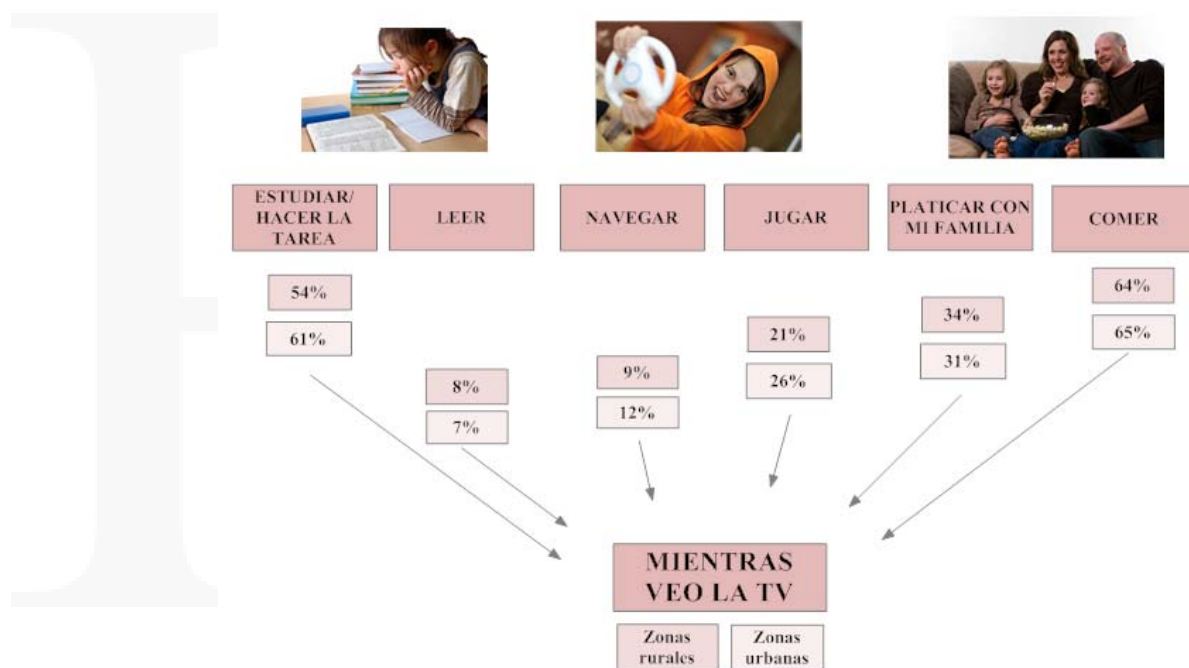 ESTUDIAR/
HACER LA
TAREA
LEER
NAVEGAR
JUGAR
PLATICAR CON
MI FAMILIA
COMER
54%
61%
8%
7%
9%
12%
21%
26%
34%
31%
64%
65%
MIENTRAS
VEO LA TV
Zonas
rurales
Zonas
urbanas